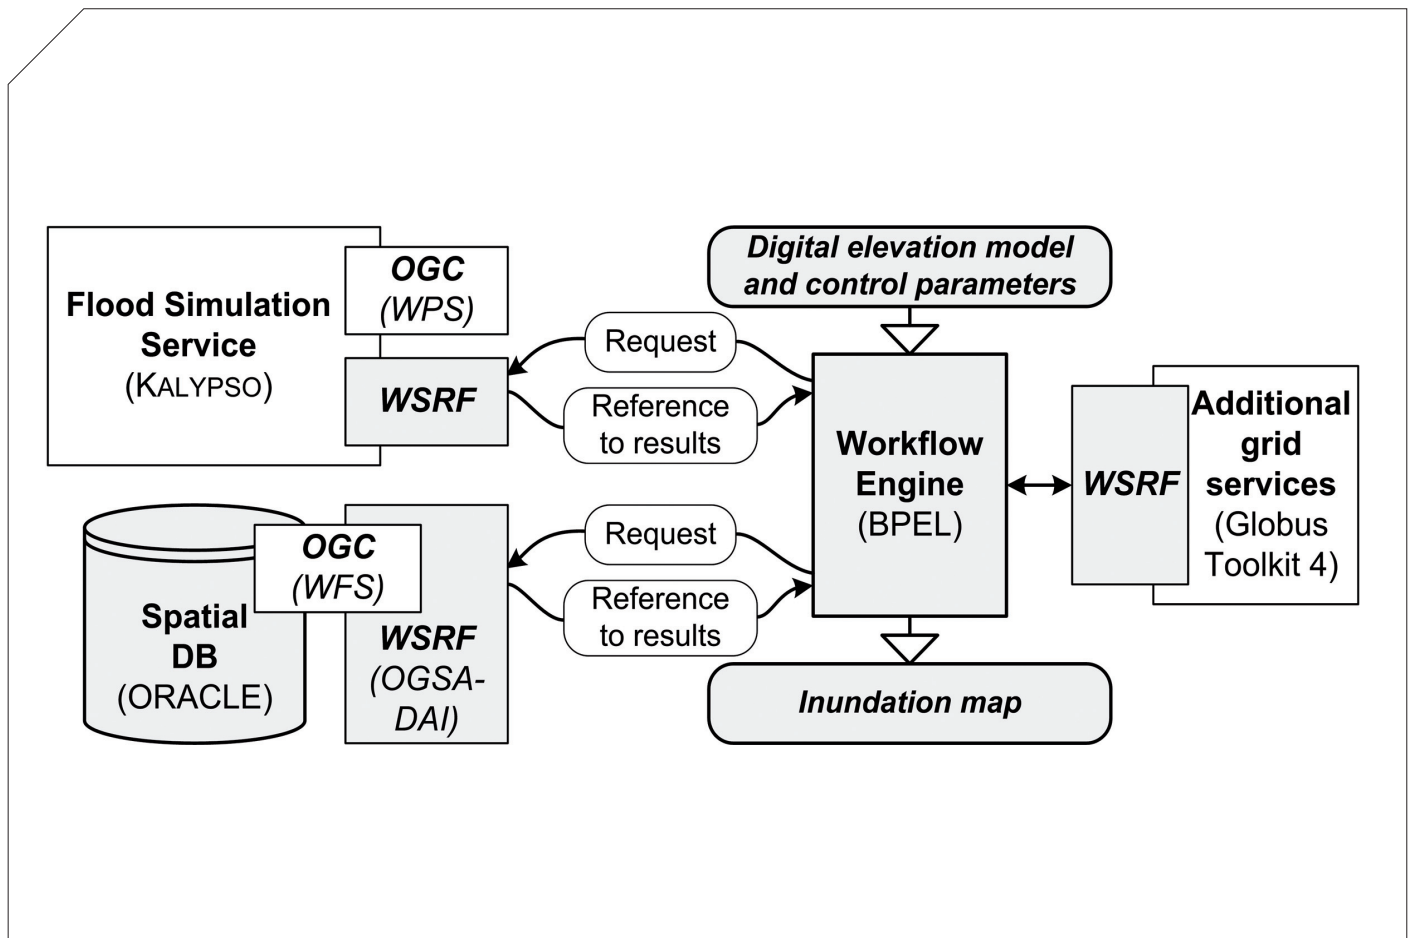 Flood Simulation
Service
(KALYPSO)
OGC
(WPS)
WSRF
Request
Reference
to results
Digital elevation model
and control parameters
Workflow
Engine
(BPEL)
WSRF
Additional
grid
services
(Globus
Toolkit 4)
Spatial
DB
(ORACLE)
OGC
(WFS)
WSRF
(OGSA-
DAI)
Request
Reference
to results
Inundation map